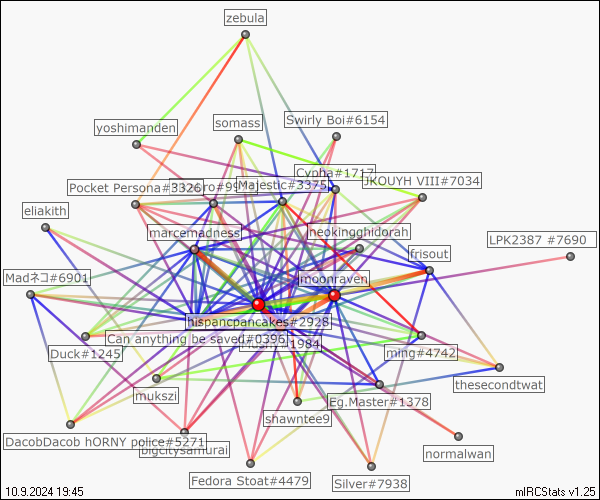 zebula
Swirly Boi#6154
somass
yoshimanden
Cypha#1717
JKOUYH VIII#7034
Pocket Persona#3326
Majestic#3375
eliakith
marcemadness
neokingghidorah
LPK2387 #7690
frisout
Madネコ#6901
moonraven
hispancpancakes#2928
Can anything be saved#0396
1984
Duck#1245
ming#4742
thesecondtwat
mukszi
Eg.Master#1378
shawntee9
DacobDacob hORNY police#5271
bigcitysamurai
normalwan
Fedora Stoat#4479
Silver#7938
10.9.2024 19:45
mIRCStats v1.25